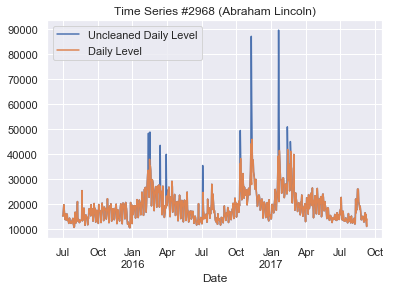 Time Series #2968 (Abraham Lincoln)
Uncleaned Daily Level
Daily Level
90000
80000
70000
60000
50000
40000
30000
20000
10000
Jul Oct Jan Apr Jul Oct Jan Apr Jul Oct
2016 2017
Date